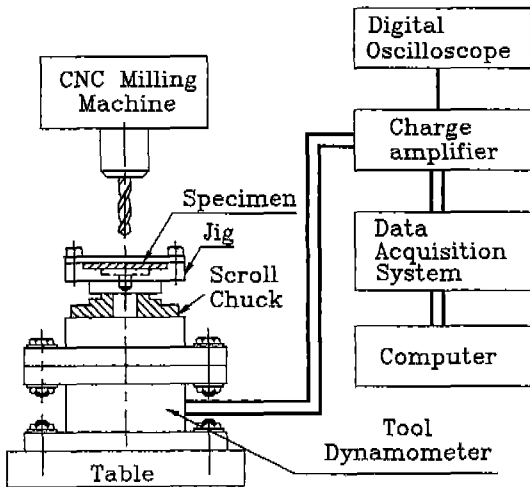 CNC Milling
Machine
Specimen
Jig
Scroll
Chuck
Table
Digital
Oscilloscope
Charge
amplifier
Data
Acquisition
System
Computer
Tool
Dynamometer